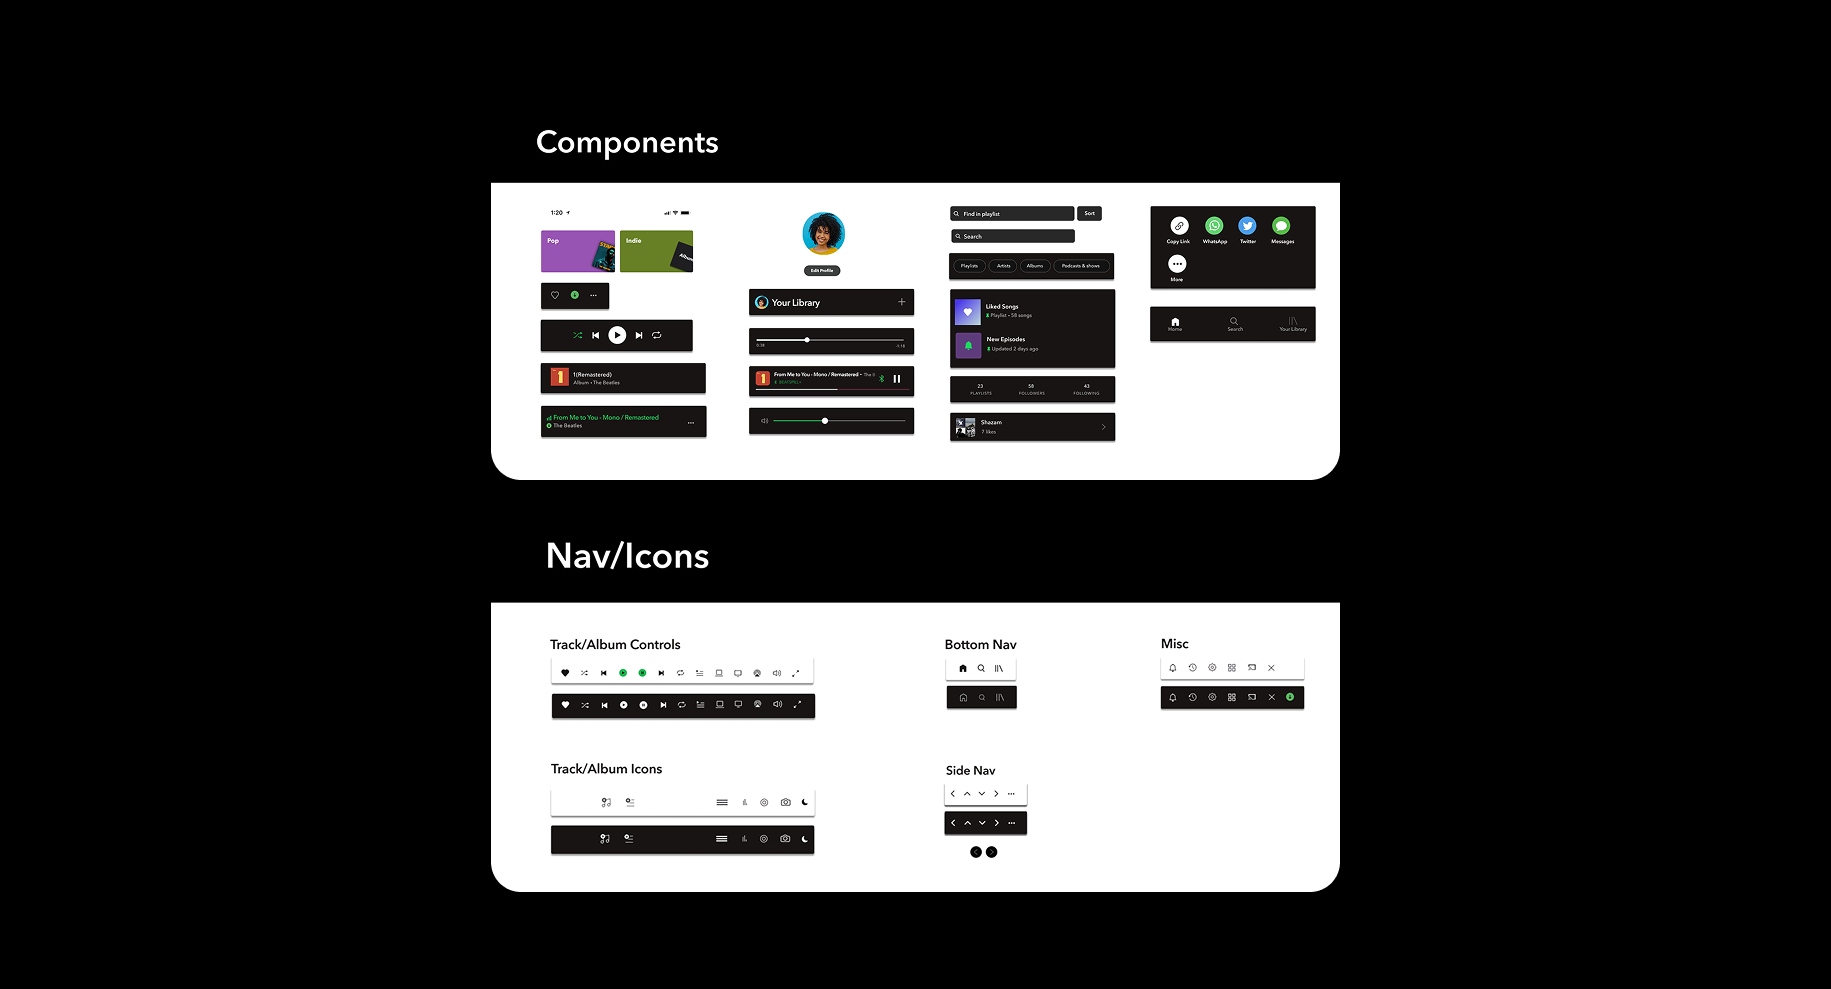 Components
1:20
Pop
Indie
Album
1(Remastered)
Album • The Beatles
From Me to You - Mono / Remastered
The Beatles
Edit Profile
Your Library
0:38
-1:18
From Me to You - Mono / Remastered • The B
BEATSPILL+
Find in playlist
Sort
Search
Playlists
Artists
Albums
Podcasts & shows
Liked Songs
Playlist • 58 songs
New Episodes
Updated 2 days ago
23
58
43
PLAYLISTS
FOLLOWERS
FOLLOWING
Shazam
7 likes
Copy Link
WhatsApp
Twitter
Messages
More
Home
Search
Your Library
Nav/Icons
Track/Album Controls
Bottom Nav
Misc
Track/Album Icons
Side Nav